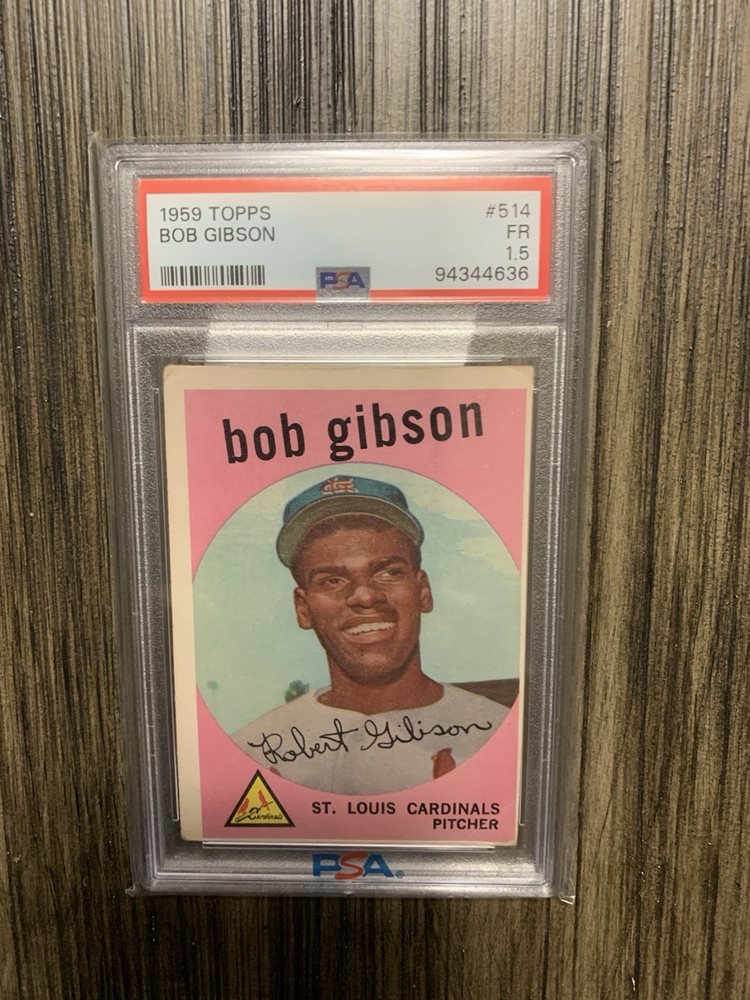 1959 TOPPS #514
BOB GIBSON FR
1.5
PSA 94344636
bob gibson
Robert Gibson
Cardinals
ST. LOUIS CARDINALS
PITCHER
PSA®